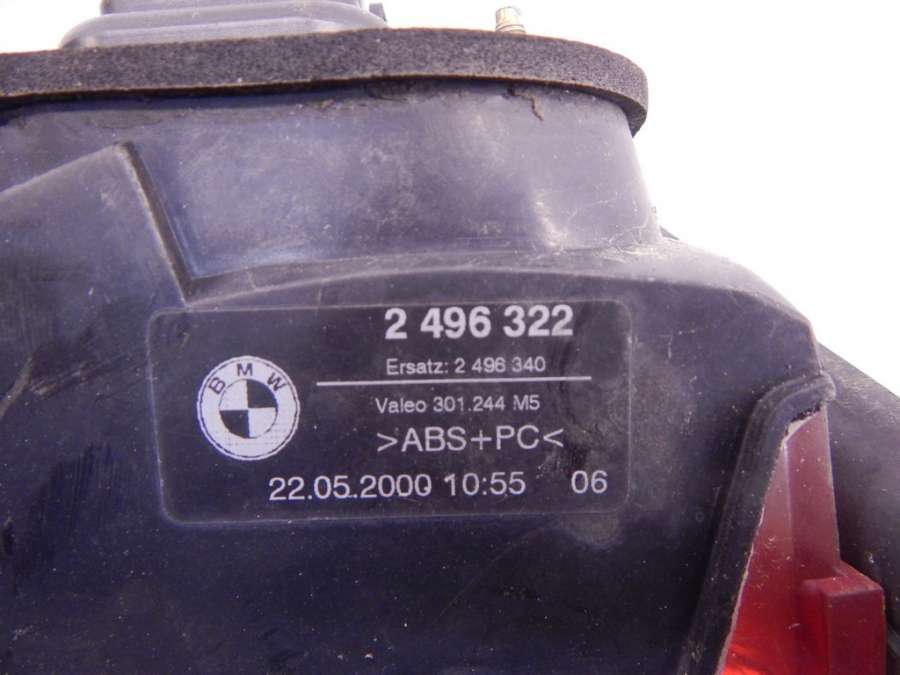 2 496 322
Ersatz: 2 496 340
BMW
Valeo 301.244 M5
>ABS+PC<
22.05.2000 10:55 06